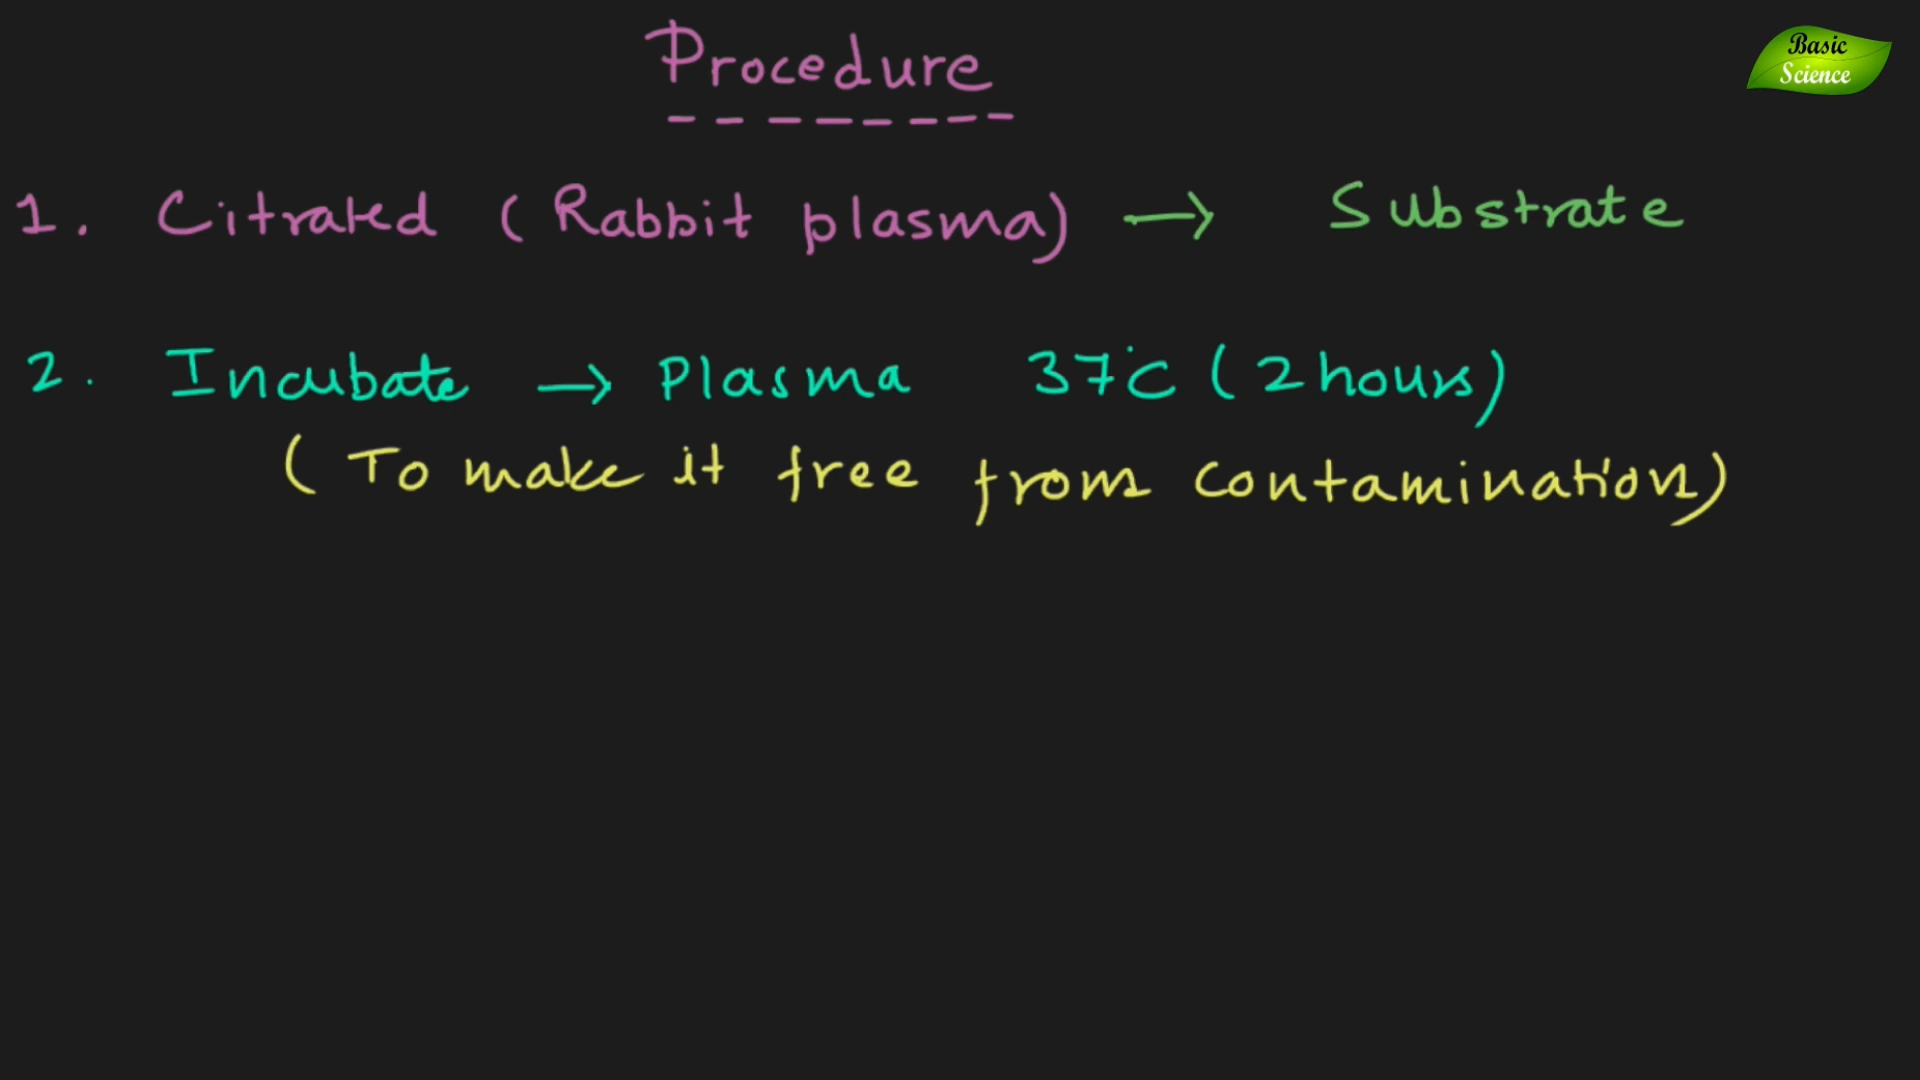 Procedure
Basic
Science
1. Citrated (Rabbit plasma) → Substrate
2. Incubate → Plasma 37°C (2 hours)
(To make it free from contamination)